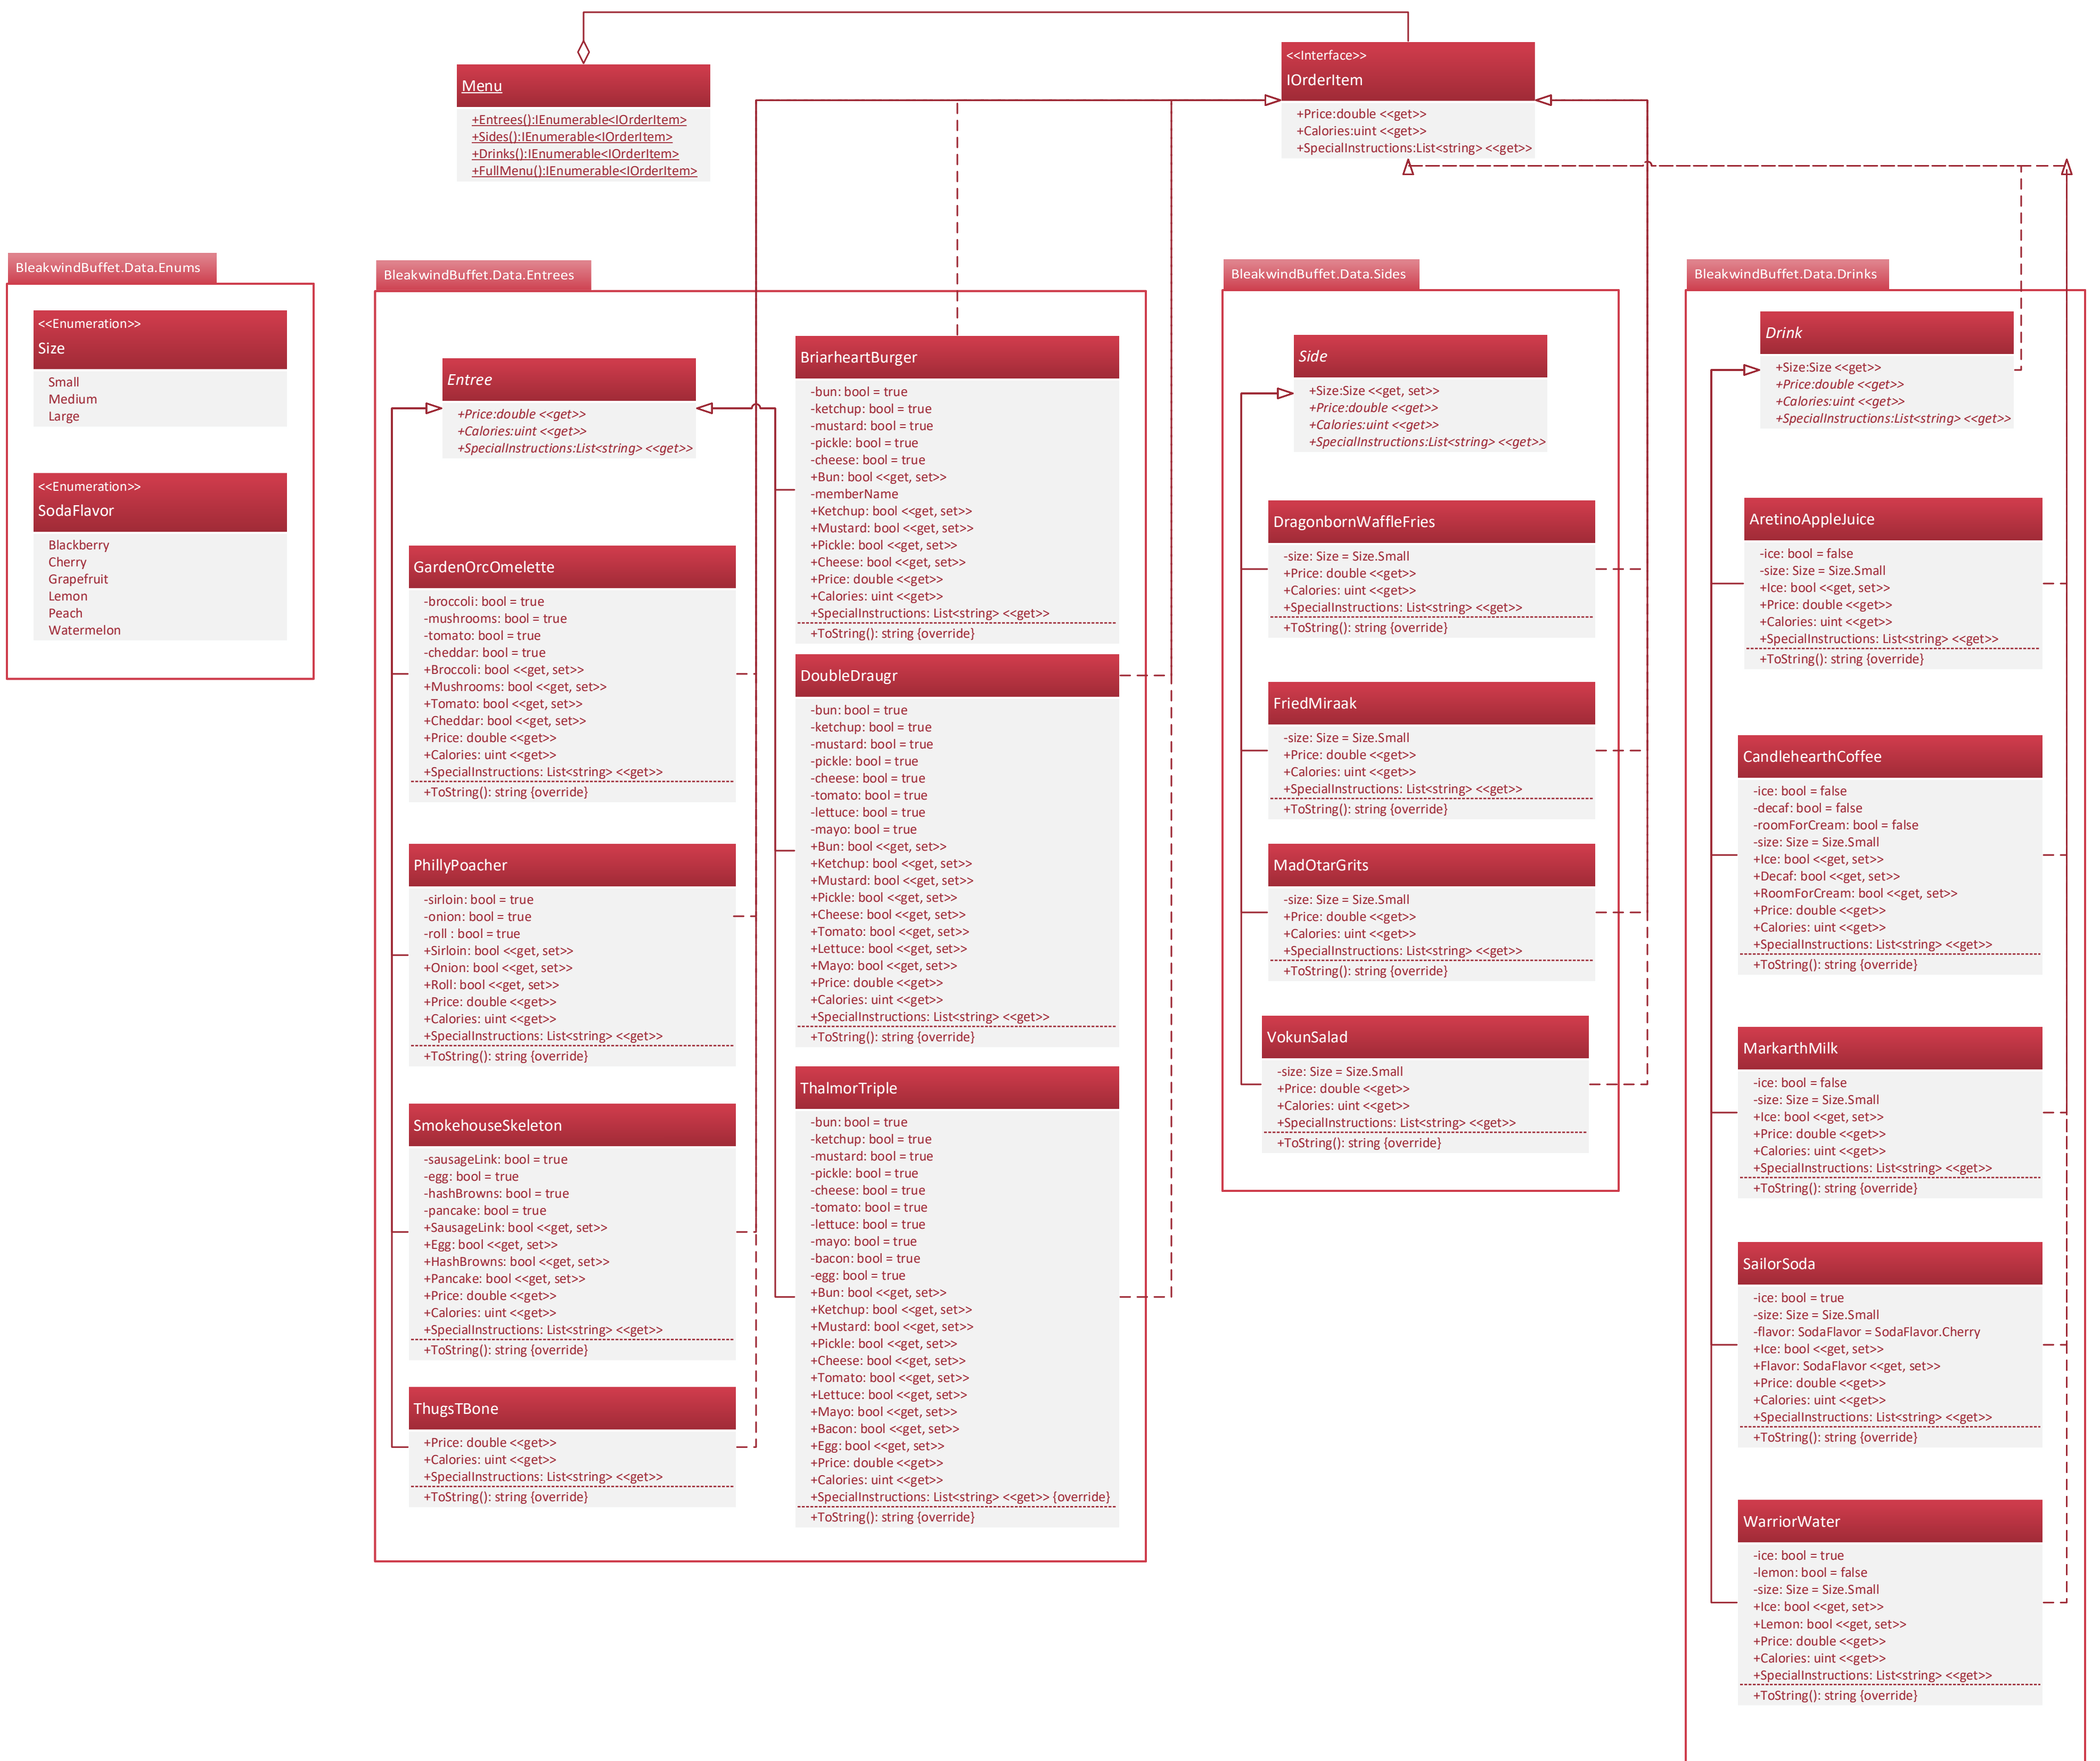 Menu
+Entrees():IEnumerable<IOrderItem>
+Sides():IEnumerable<IOrderItem>
+Drinks():IEnumerable<IOrderItem>
+FullMenu():IEnumerable<IOrderItem>
<<Interface>>
IOrderItem
+Price:double <<get>>
+Calories:uint <<get>>
+SpecialInstructions:List<string> <<get>>
BleakwindBuffet.Data.Enums
<<Enumeration>>
Size
Small
Medium
Large
<<Enumeration>>
SodaFlavor
Blackberry
Cherry
Grapefruit
Lemon
Peach
Watermelon
BleakwindBuffet.Data.Entrees
Entree
+Price:double <<get>>
+Calories:uint <<get>>
+SpecialInstructions:List<string> <<get>>
GardenOrcOmelette
-broccoli: bool = true
-mushrooms: bool = true
-tomato: bool = true
-cheddar: bool = true
+Broccoli: bool <<get, set>>
+Mushrooms: bool <<get, set>>
+Tomato: bool <<get, set>>
+Cheddar: bool <<get, set>>
+Price: double <<get>>
+Calories: uint <<get>>
+SpecialInstructions: List<string> <<get>>
+ToString(): string {override}
PhillyPoacher
-sirloin: bool = true
-onion: bool = true
-roll : bool = true
+Sirloin: bool <<get, set>>
+Onion: bool <<get, set>>
+Roll: bool <<get, set>>
+Price: double <<get>>
+Calories: uint <<get>>
+SpecialInstructions: List<string> <<get>>
+ToString(): string {override}
SmokehouseSkeleton
-sausageLink: bool = true
-egg: bool = true
-hashBrowns: bool = true
-pancake: bool = true
+SausageLink: bool <<get, set>>
+Egg: bool <<get, set>>
+HashBrowns: bool <<get, set>>
+Pancake: bool <<get, set>>
+Price: double <<get>>
+Calories: uint <<get>>
+SpecialInstructions: List<string> <<get>>
+ToString(): string {override}
ThugsTBone
+Price: double <<get>>
+Calories: uint <<get>>
+SpecialInstructions: List<string> <<get>>
+ToString(): string {override}
BriarheartBurger
-bun: bool = true
-ketchup: bool = true
-mustard: bool = true
-pickle: bool = true
-cheese: bool = true
+Bun: bool <<get, set>>
-memberName
+Ketchup: bool <<get, set>>
+Mustard: bool <<get, set>>
+Pickle: bool <<get, set>>
+Cheese: bool <<get, set>>
+Price: double <<get>>
+Calories: uint <<get>>
+SpecialInstructions: List<string> <<get>>
+ToString(): string {override}
DoubleDraugr
-bun: bool = true
-ketchup: bool = true
-mustard: bool = true
-pickle: bool = true
-cheese: bool = true
-tomato: bool = true
-lettuce: bool = true
-mayo: bool = true
+Bun: bool <<get, set>>
+Ketchup: bool <<get, set>>
+Mustard: bool <<get, set>>
+Pickle: bool <<get, set>>
+Cheese: bool <<get, set>>
+Tomato: bool <<get, set>>
+Lettuce: bool <<get, set>>
+Mayo: bool <<get, set>>
+Price: double <<get>>
+Calories: uint <<get>>
+SpecialInstructions: List<string> <<get>>
+ToString(): string {override}
ThalmorTriple
-bun: bool = true
-ketchup: bool = true
-mustard: bool = true
-pickle: bool = true
-cheese: bool = true
-tomato: bool = true
-lettuce: bool = true
-mayo: bool = true
-bacon: bool = true
-egg: bool = true
+Bun: bool <<get, set>>
+Ketchup: bool <<get, set>>
+Mustard: bool <<get, set>>
+Pickle: bool <<get, set>>
+Cheese: bool <<get, set>>
+Tomato: bool <<get, set>>
+Lettuce: bool <<get, set>>
+Mayo: bool <<get, set>>
+Bacon: bool <<get, set>>
+Egg: bool <<get, set>>
+Price: double <<get>>
+Calories: uint <<get>>
+SpecialInstructions: List<string> <<get>> {override}
+ToString(): string {override}
BleakwindBuffet.Data.Sides
Side
+Size:Size <<get, set>>
+Price:double <<get>>
+Calories:uint <<get>>
+SpecialInstructions:List<string> <<get>>
DragonbornWaffleFries
-size: Size = Size.Small
+Price: double <<get>>
+Calories: uint <<get>>
+SpecialInstructions: List<string> <<get>>
+ToString(): string {override}
FriedMiraak
-size: Size = Size.Small
+Price: double <<get>>
+Calories: uint <<get>>
+SpecialInstructions: List<string> <<get>>
+ToString(): string {override}
MadOtarGrits
-size: Size = Size.Small
+Price: double <<get>>
+Calories: uint <<get>>
+SpecialInstructions: List<string> <<get>>
+ToString(): string {override}
VokunSalad
-size: Size = Size.Small
+Price: double <<get>>
+Calories: uint <<get>>
+SpecialInstructions: List<string> <<get>>
+ToString(): string {override}
BleakwindBuffet.Data.Drinks
Drink
+Size:Size <<get>>
+Price:double <<get>>
+Calories:uint <<get>>
+SpecialInstructions:List<string> <<get>>
AretinoAppleJuice
-ice: bool = false
-size: Size = Size.Small
+Ice: bool <<get, set>>
+Price: double <<get>>
+Calories: uint <<get>>
+SpecialInstructions: List<string> <<get>>
+ToString(): string {override}
CandlehearthCoffee
-ice: bool = false
-decaf: bool = false
-roomForCream: bool = false
-size: Size = Size.Small
+Ice: bool <<get, set>>
+Decaf: bool <<get, set>>
+RoomForCream: bool <<get, set>>
+Price: double <<get>>
+Calories: uint <<get>>
+SpecialInstructions: List<string> <<get>>
+ToString(): string {override}
MarkarthMilk
-ice: bool = false
-size: Size = Size.Small
+Ice: bool <<get, set>>
+Price: double <<get>>
+Calories: uint <<get>>
+SpecialInstructions: List<string> <<get>>
+ToString(): string {override}
SailorSoda
-ice: bool = true
-size: Size = Size.Small
-flavor: SodaFlavor = SodaFlavor.Cherry
+Ice: bool <<get, set>>
+Flavor: SodaFlavor <<get, set>>
+Price: double <<get>>
+Calories: uint <<get>>
+SpecialInstructions: List<string> <<get>>
+ToString(): string {override}
WarriorWater
-ice: bool = true
-lemon: bool = false
-size: Size = Size.Small
+Ice: bool <<get, set>>
+Lemon: bool <<get, set>>
+Price: double <<get>>
+Calories: uint <<get>>
+SpecialInstructions: List<string> <<get>>
+ToString(): string {override}